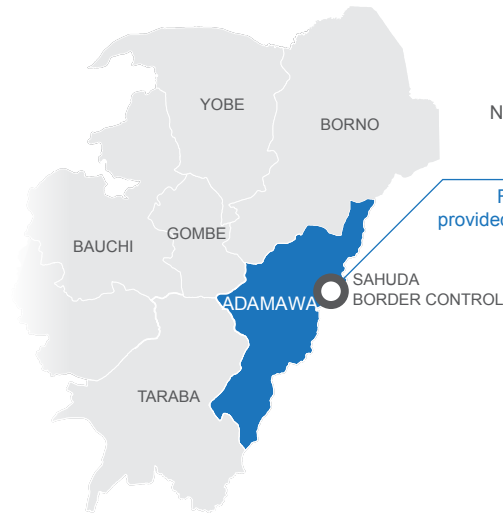 YOBE
BORNO
N
F
provided
GOMBE
BAUCHI
SAHUDA
BORDER CONTROL
ADAMAWA
TARABA